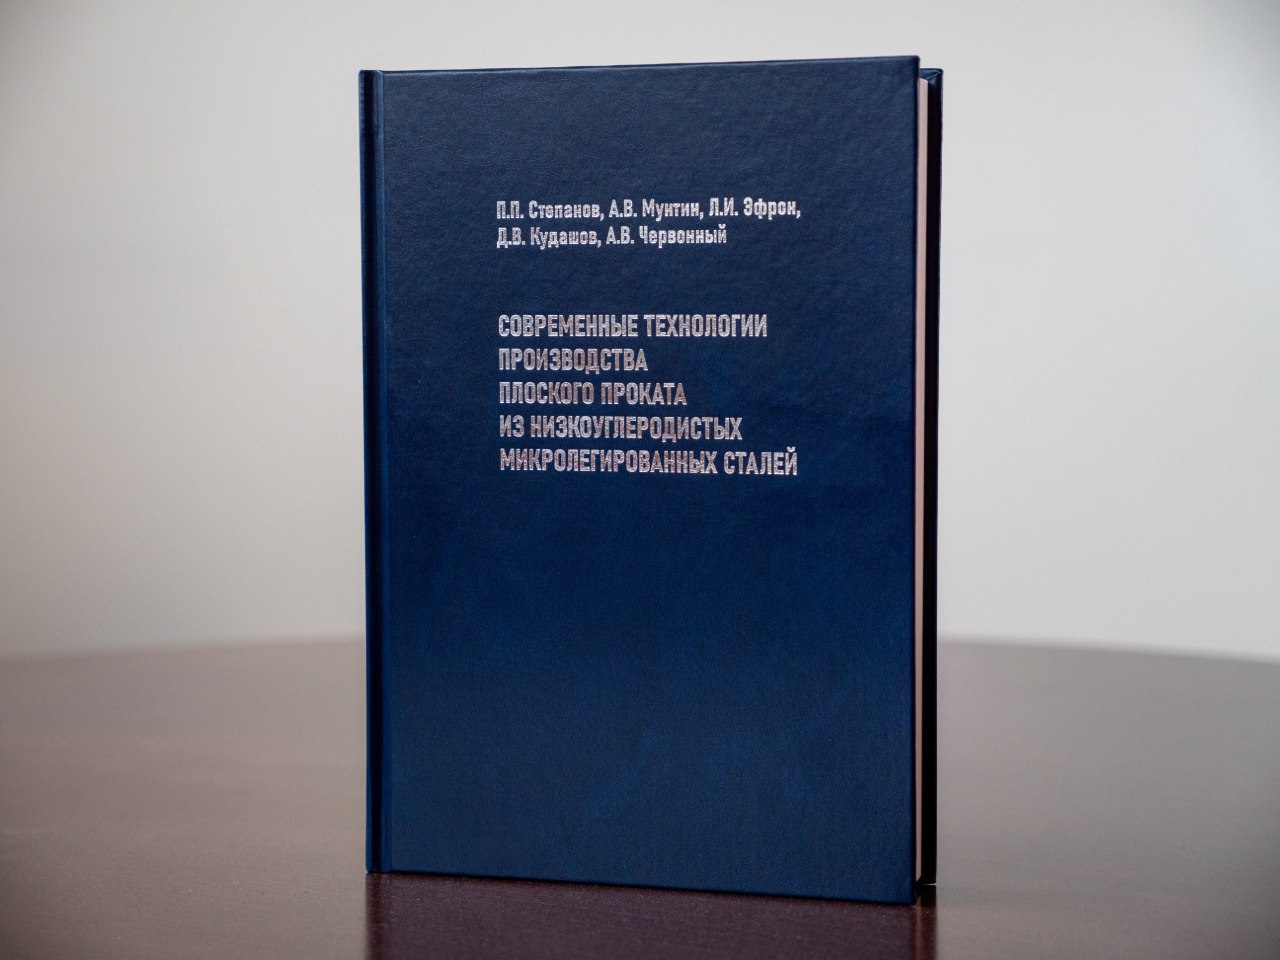 П.П. Степанов, А.В. Мунтин, Л.И. Эфрон,
Д.В. Кудашов, А.В. Червонный
СОВРЕМЕННЫЕ ТЕХНОЛОГИИ
ПРОИЗВОДСТВА
ПЛОСКОГО ПРОКАТА
ИЗ НИЗКОУГЛЕРОДИСТЫХ
МИКРОЛЕГИРОВАННЫХ СТАЛЕЙ